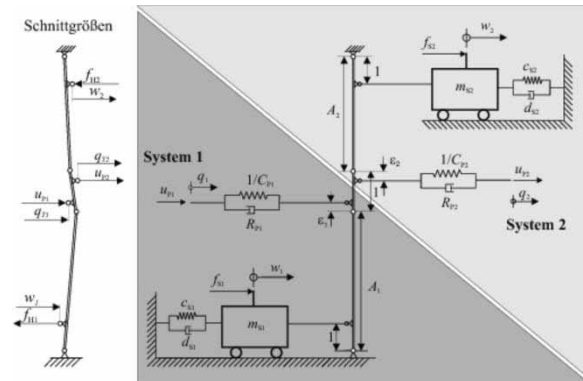 Schnittgrößen
f_H2
w_2
q_T2
u_P2
u_P1
q_T1
w_1
f_H1
System 1
u_P1
q_1
1/C_P1
R_P1
ε_1
w_1
f_S1
c_S1
d_S1
m_S1
1
A_1
A_2
1
ε_2
1
w_2
f_S2
m_S2
c_S2
d_S2
1/C_P2
R_P2
u_P2
q_2
System 2